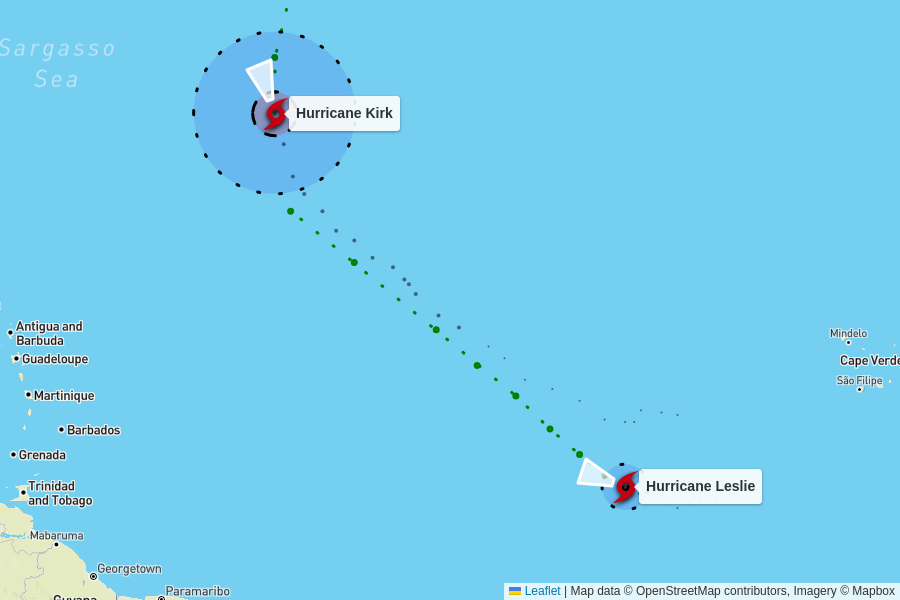 Sargasso
Sea
Hurricane Kirk
Antigua and
Barbuda
Guadeloupe
Martinique
Barbados
Grenada
Trinidad
and Tobago
Mabaruma
Georgetown
Paramaribo
Guyana
Mindelo
Cape Verde
São Filipe
Hurricane Leslie
Leaflet | Map data © OpenStreetMap contributors, Imagery © Mapbox